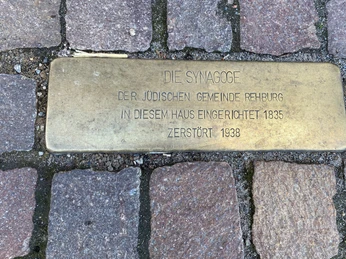 DIE SYNAGOGE
DER JÜDISCHEN GEMEINDE REHBURG
IN DIESEM HAUS EINGERICHTET 1835
ZERSTÖRT 1938